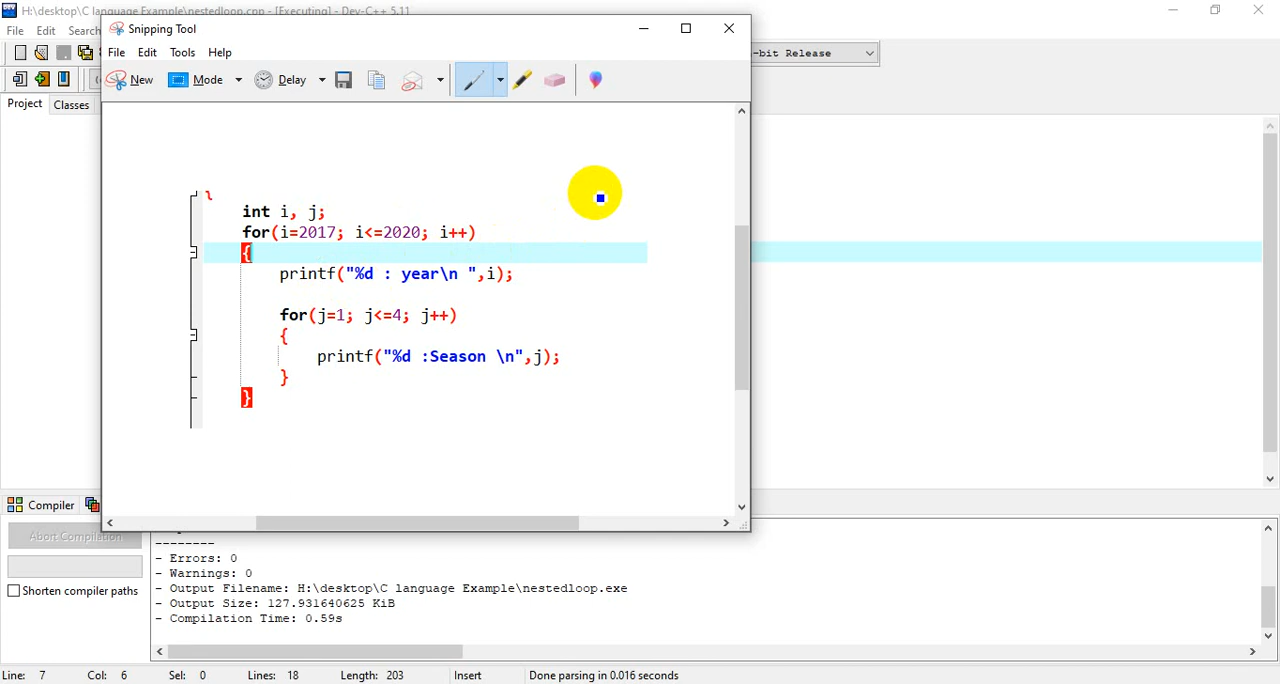 H:\desktop\C language Example\nestedloop.cpp - [Executing] - Dev-C++ 5.11
Snipping Tool
File Edit Search
File Edit Tools Help
-bit Release
New Mode Delay
Project Classes
{
int i, j;
for(i=2017; i<=2020; i++)
{
printf("%d : year\n ",i);
for(j=1; j<=4; j++)
{
printf("%d :Season \n",j);
}
}
Compiler
Abort Compilation
Shorten compiler paths
--------
- Errors: 0
- Warnings: 0
- Output Filename: H:\desktop\C language Example\nestedloop.exe
- Output Size: 127.931640625 KiB
- Compilation Time: 0.59s
Line: 7 Col: 6 Sel: 0 Lines: 18 Length: 203 Insert Done parsing in 0.016 seconds